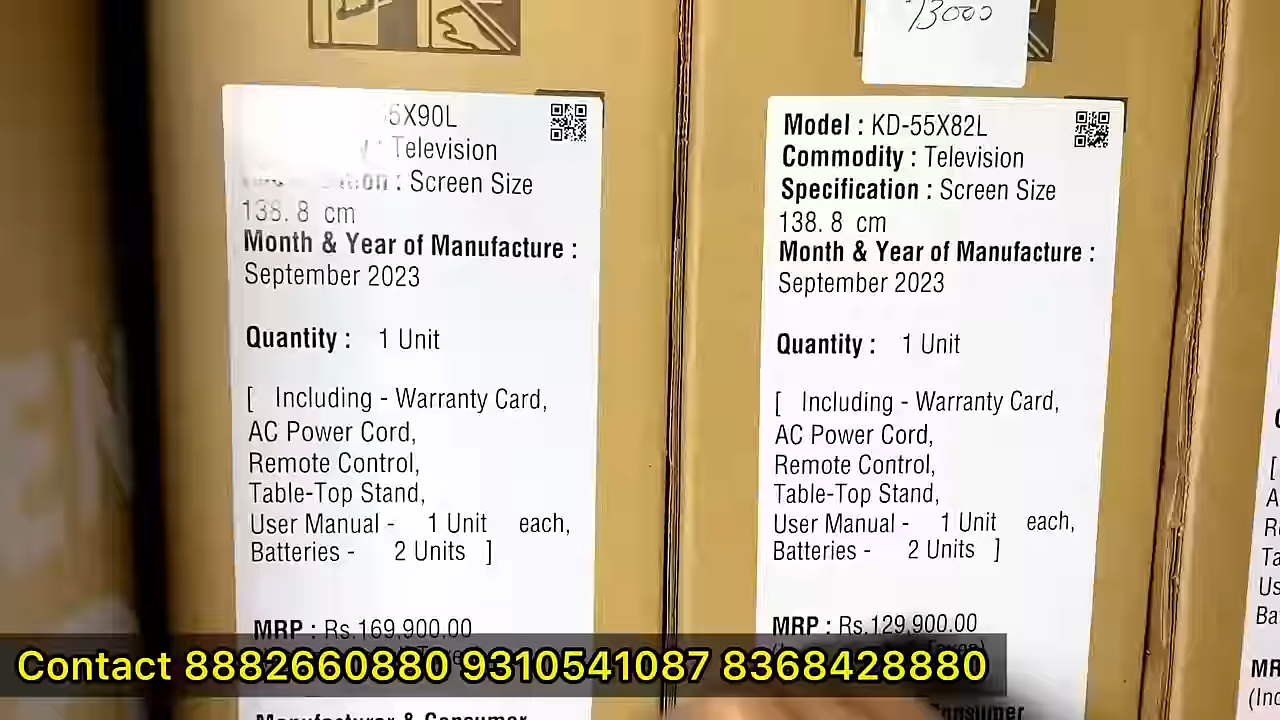 5X90L
: Television
: Screen Size
138. 8 cm
Month & Year of Manufacture :
September 2023
Quantity : 1 Unit
[ Including - Warranty Card,
AC Power Cord,
Remote Control,
Table-Top Stand,
User Manual - 1 Unit each,
Batteries - 2 Units ]
MRP : Rs.169,900.00
73000
Model : KD-55X82L
Commodity : Television
Specification : Screen Size
138. 8 cm
Month & Year of Manufacture :
September 2023
Quantity : 1 Unit
[ Including - Warranty Card,
AC Power Cord,
Remote Control,
Table-Top Stand,
User Manual - 1 Unit each,
Batteries - 2 Units ]
MRP : Rs.129,900.00
Contact 8882660880 9310541087 8368428880
Manufacturer & Consumer